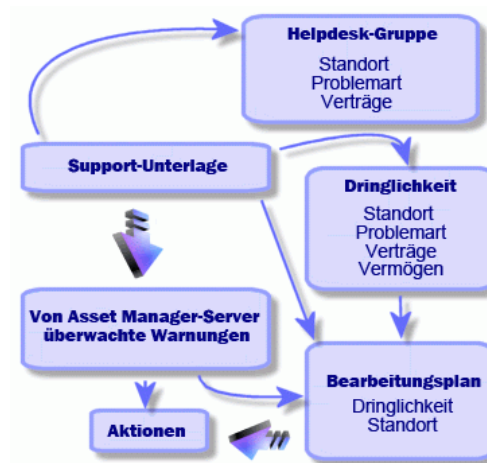 Helpdesk-Gruppe
Standort
Problemart
Verträge
Support-Unterlage
Dringlichkeit
Standort
Problemart
Verträge
Vermögen
Von Asset Manager-Server
überwachte Warnungen
Bearbeitungsplan
Dringlichkeit
Standort
Aktionen